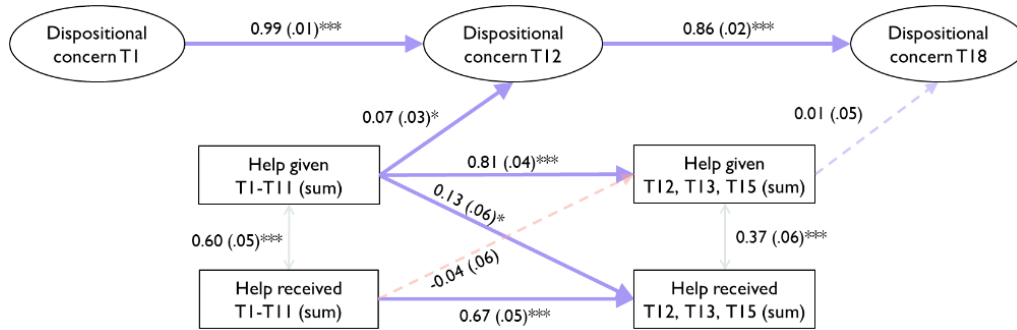 0.99 (.01)***
0.86 (.02)***
Dispositional
concern T1
Dispositional
concern T12
Dispositional
concern T18
0.07 (.03)*
0.01 (.05)
Help given
T1-T11 (sum)
0.81 (.04)***
Help given
T12, T13, T15 (sum)
0.13 (.06)*
0.60 (.05)***
0.37 (.06)***
-0.04 (.06)
Help received
T1-T11 (sum)
Help received
T12, T13, T15 (sum)
0.67 (.05)***